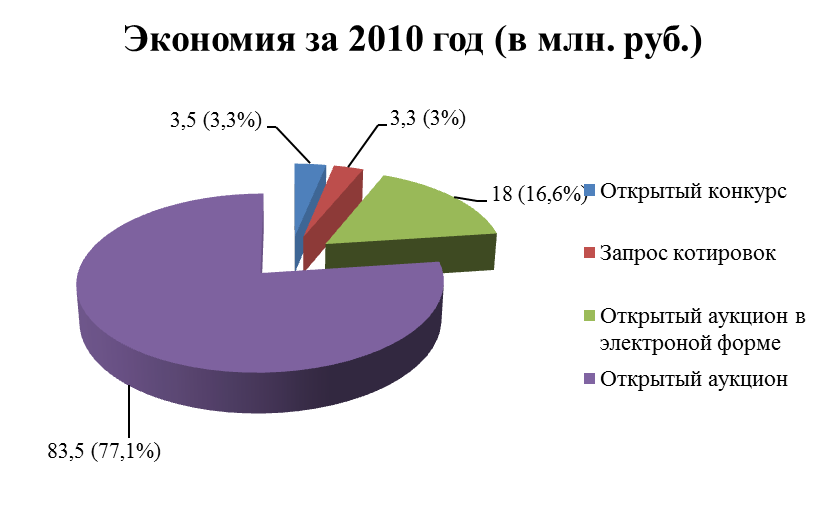 Экономия за 2010 год (в млн. руб.)
3,5 (3,3%)
3,3 (3%)
18 (16,6%)
83,5 (77,1%)
Открытый конкурс
Запрос котировок
Открытый аукцион в
электроной форме
Открытый аукцион